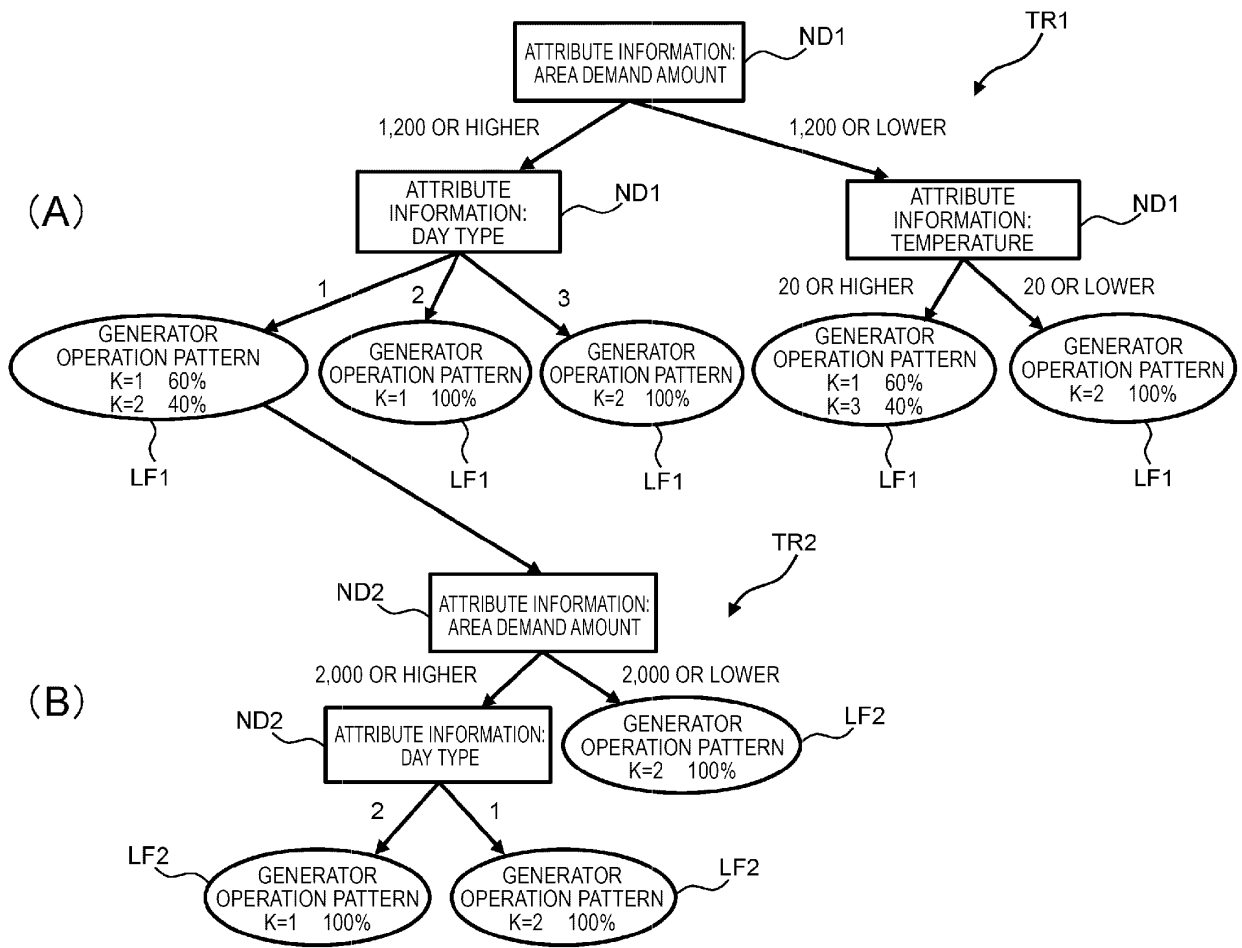 TR1
ND1
ATTRIBUTE INFORMATION:
AREA DEMAND AMOUNT
1,200 OR HIGHER
1,200 OR LOWER
(A)
ATTRIBUTE
INFORMATION:
DAY TYPE
ND1
ATTRIBUTE
INFORMATION:
TEMPERATURE
ND1
1
2
3
20 OR HIGHER
20 OR LOWER
GENERATOR
OPERATION PATTERN
K=1 60%
K=2 40%
GENERATOR
OPERATION PATTERN
K=1 100%
GENERATOR
OPERATION PATTERN
K=2 100%
GENERATOR
OPERATION PATTERN
K=1 60%
K=3 40%
GENERATOR
OPERATION PATTERN
K=2 100%
LF1
LF1
LF1
LF1
LF1
TR2
ND2
ATTRIBUTE INFORMATION:
AREA DEMAND AMOUNT
2,000 OR HIGHER
2,000 OR LOWER
(B)
ND2
ATTRIBUTE INFORMATION:
DAY TYPE
GENERATOR
OPERATION PATTERN
K=2 100%
LF2
2
1
LF2
GENERATOR
OPERATION PATTERN
K=1 100%
GENERATOR
OPERATION PATTERN
K=2 100%
LF2